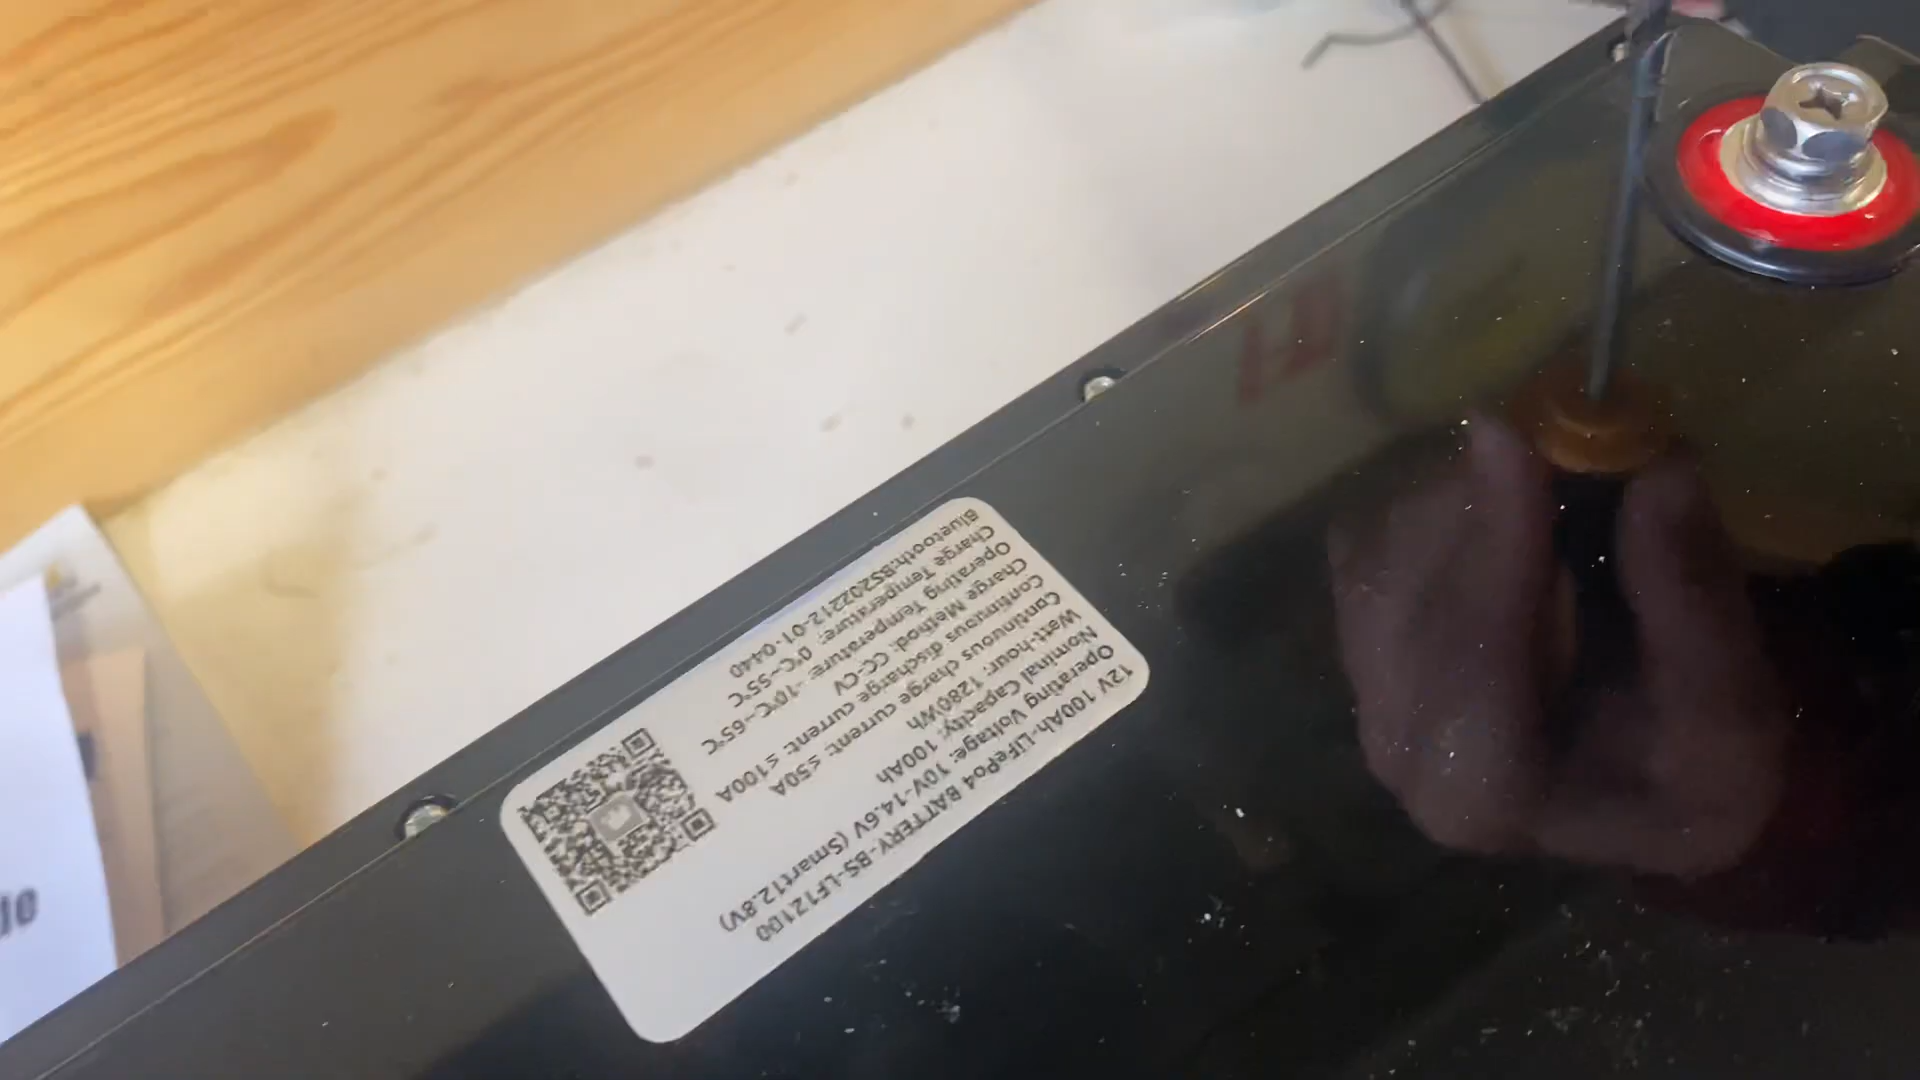 12V 100Ah-LiFePo4 BATTERY-BS-LF12100
Operating Voltage: 10V-14.6V (Smart12.8V)
Nominal Capacity: 100Ah
Watt-hour: 1280Wh
Continuous charge current: ≤50A
Continuous discharge current: ≤100A
Charge Method: CC-CV
Operating Temperature: -10℃~65℃
Charge Temperature: 0℃~55℃
Bluetooth:BS202212-01-0440